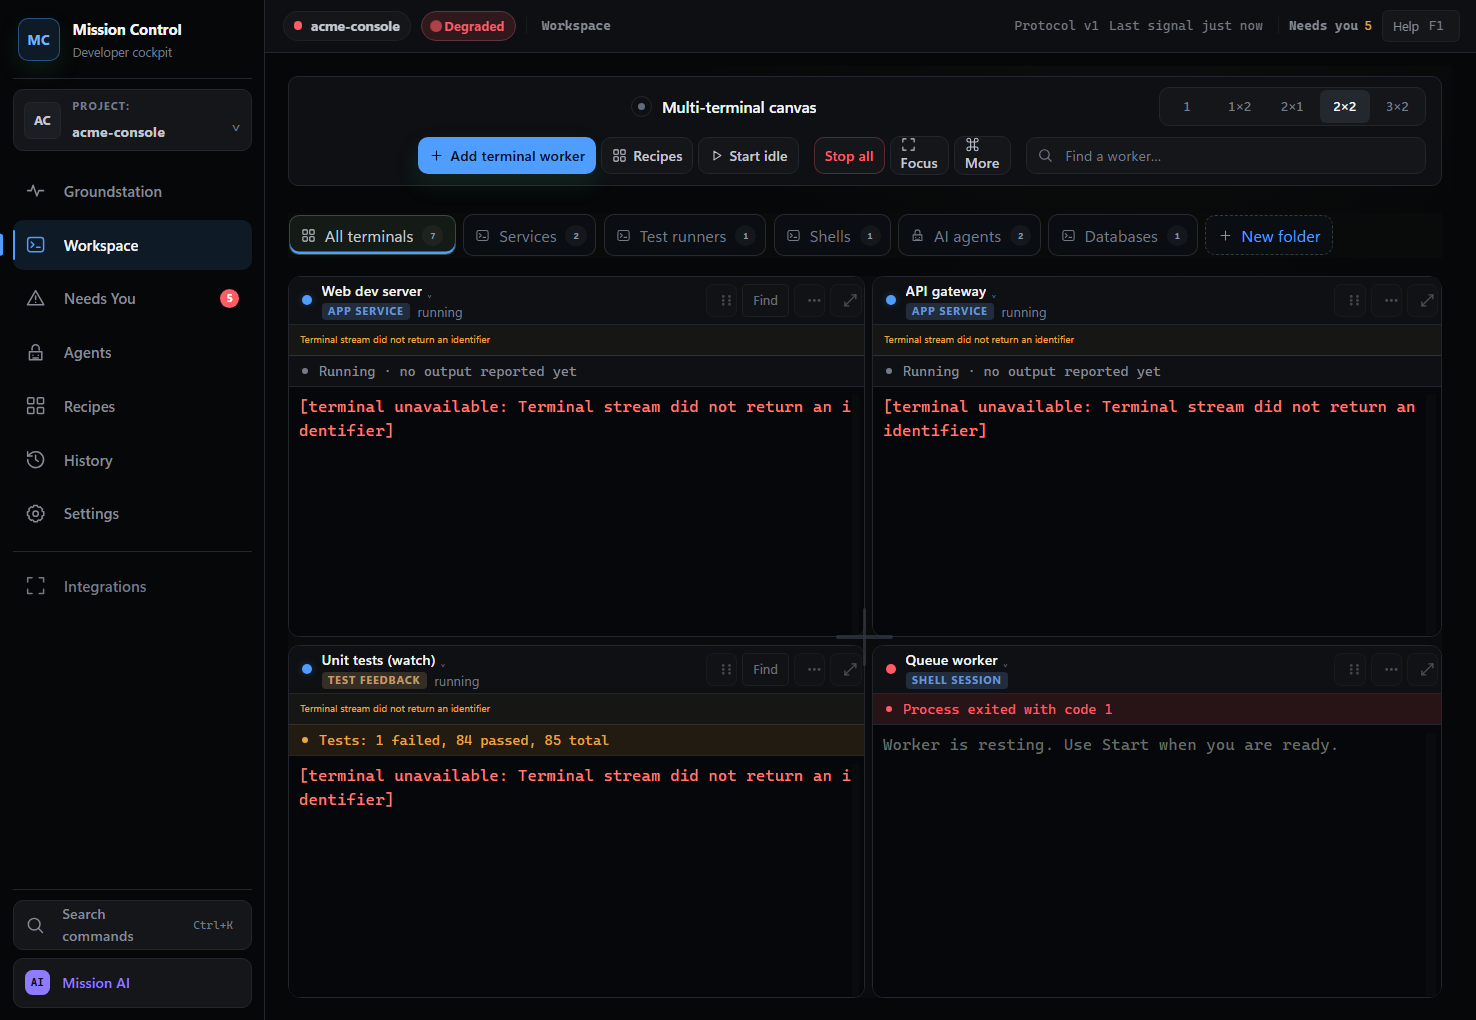 MC
Mission Control
Developer cockpit
AC
PROJECT:
acme-console
Groundstation
Workspace
Needs You 5
Agents
Recipes
History
Settings
Integrations
Search commands Ctrl+K
AI Mission AI
acme-console Degraded Workspace Protocol v1 Last signal just now Needs you 5 Help F1
Multi-terminal canvas 1 1×2 2×1 2×2 3×2
+ Add terminal worker Recipes Start idle Stop all Focus More Find a worker...
All terminals 7 Services 2 Test runners 1 Shells 1 AI agents 2 Databases 1 + New folder
Web dev server
APP SERVICE running Find ...
Terminal stream did not return an identifier
Running · no output reported yet
[terminal unavailable: Terminal stream did not return an i
dentifier]
API gateway
APP SERVICE running ...
Terminal stream did not return an identifier
Running · no output reported yet
[terminal unavailable: Terminal stream did not return an
identifier]
Unit tests (watch)
TEST FEEDBACK running Find ...
Terminal stream did not return an identifier
Tests: 1 failed, 84 passed, 85 total
[terminal unavailable: Terminal stream did not return an i
dentifier]
Queue worker
SHELL SESSION ...
Process exited with code 1
Worker is resting. Use Start when you are ready.